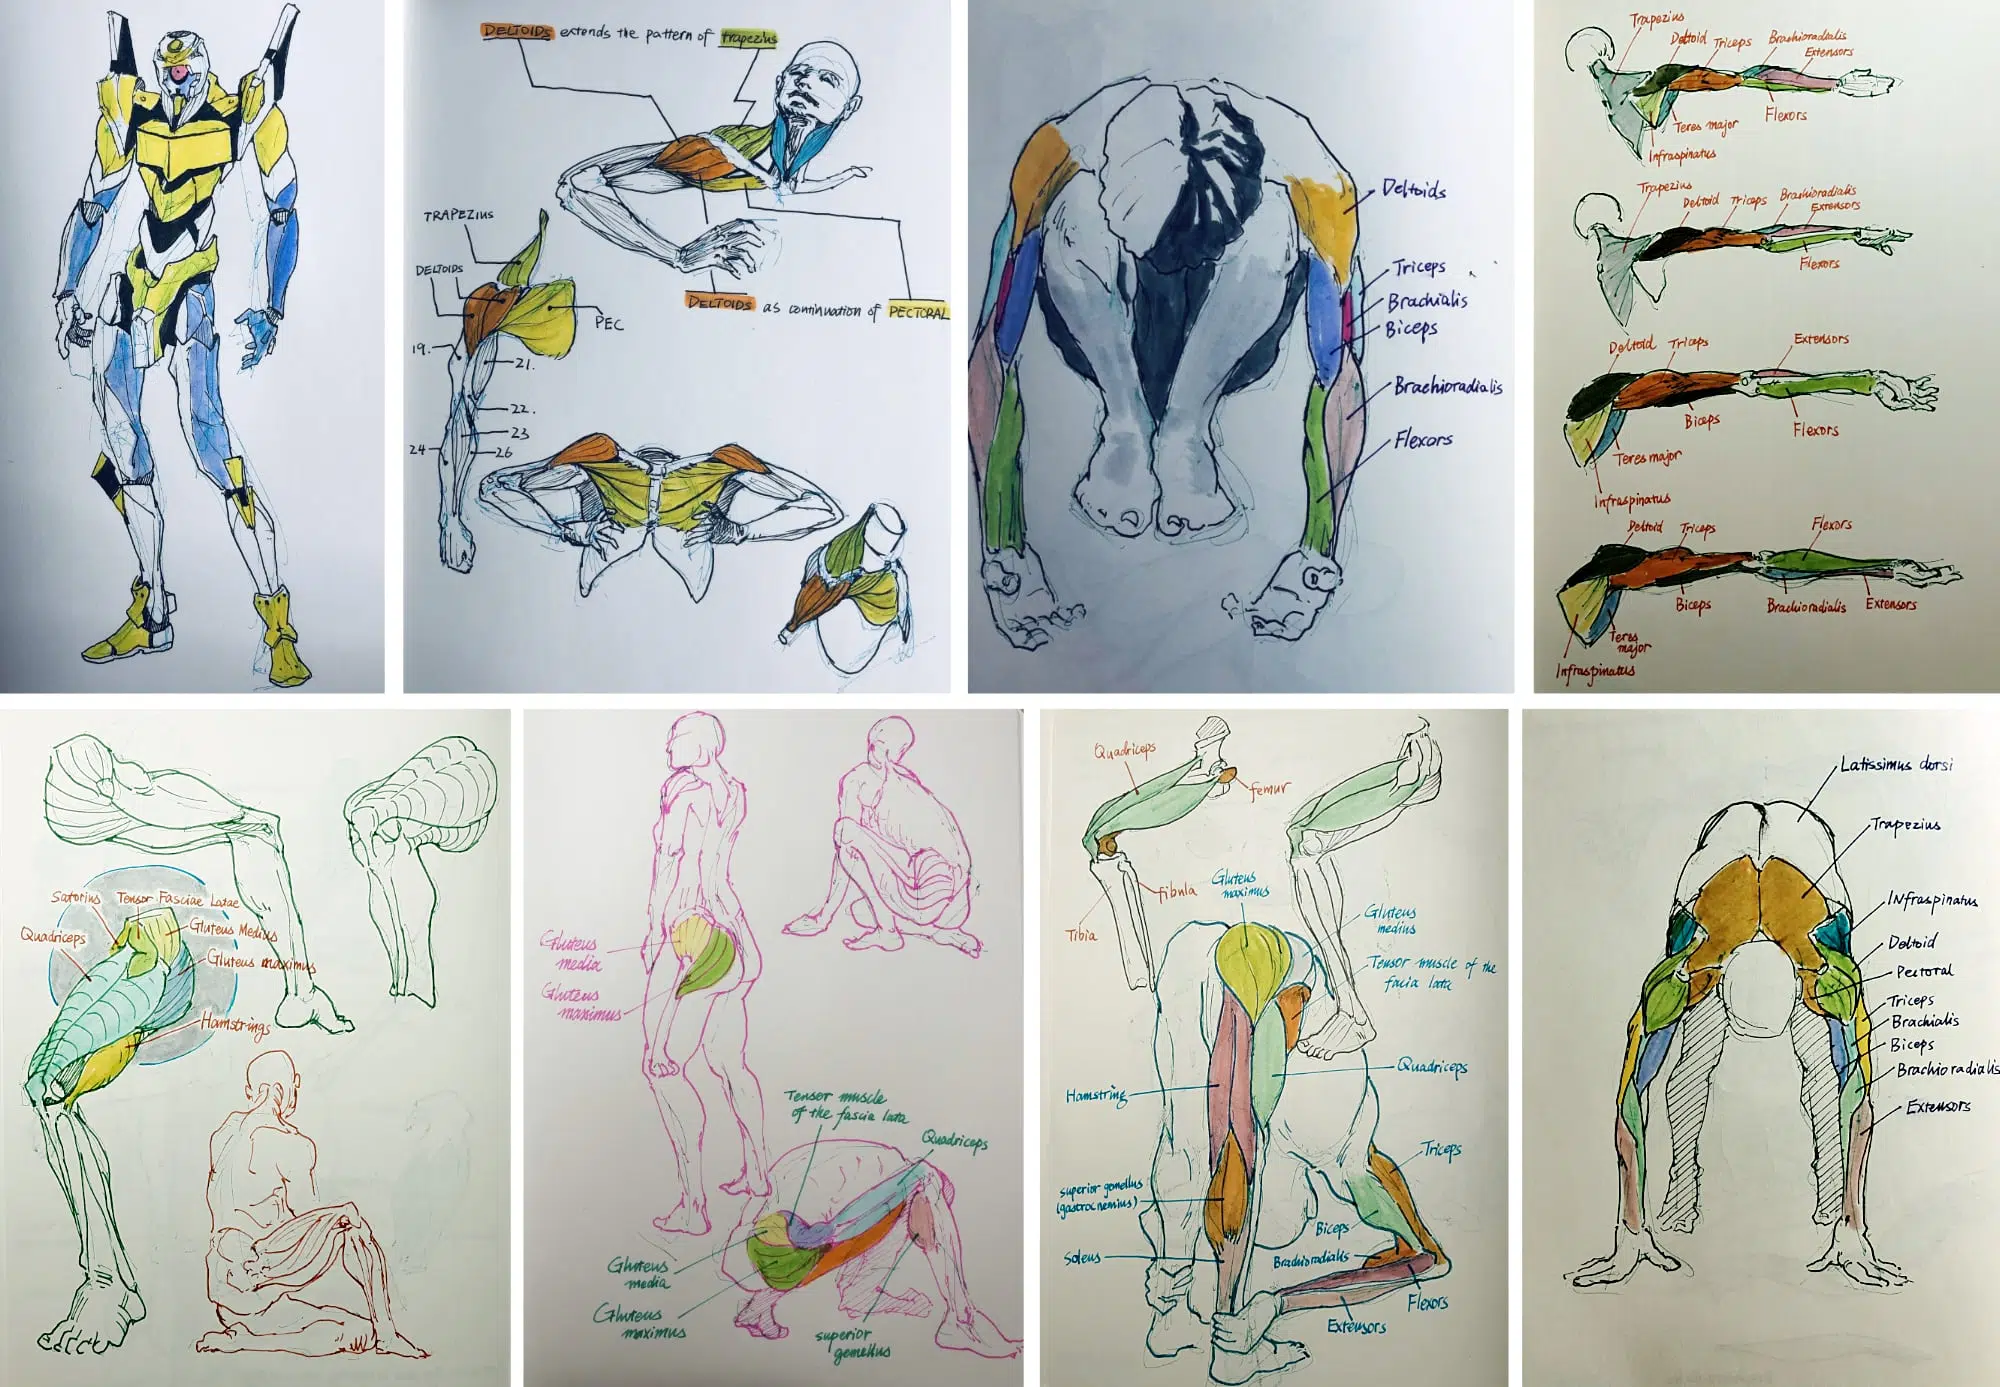 DELTOIDS extends the pattern of trapezius
TRAPEZIUS
DELTOIDS
PEC
DELTOIDS as continuation of PECTORAL
19.
21.
22.
23
24
26
Deltoids
Triceps
Brachialis
Biceps
Brachioradialis
Flexors
Trapezius
Deltoid
Triceps
Brachioradialis
Extensors
Flexors
Teres major
Infraspinatus
Trapezius
Deltoid
Triceps
Brachioradialis
Extensors
Flexors
Deltoid
Triceps
Extensors
Biceps
Flexors
Teres major
Infraspinatus
Deltoid
Triceps
Flexors
Biceps
Brachioradialis
Extensors
Teres
major
Infraspinatus
Satorius
Tensor Fasciae Latae
Quadriceps
Gluteus Medius
Gluteus maximus
Hamstrings
Gluteus
media
Gluteus
maximus
Tensor muscle
of the fascia lata
Quadriceps
Gluteus
media
Gluteus
maximus
superior
gemellus
Quadriceps
femur
fibula
Tibia
Gluteus
maximus
Gluteus
medius
Tensor muscle of the
facia lata
Quadriceps
Hamstring
Triceps
superior gemellus
(gastrocnemius)
Biceps
Soleus
Brachioradialis
Flexors
Extensors
Latissimus dorsi
Trapezius
Infraspinatus
Deltoid
Pectoral
Triceps
Brachialis
Biceps
Brachioradialis
Extensors